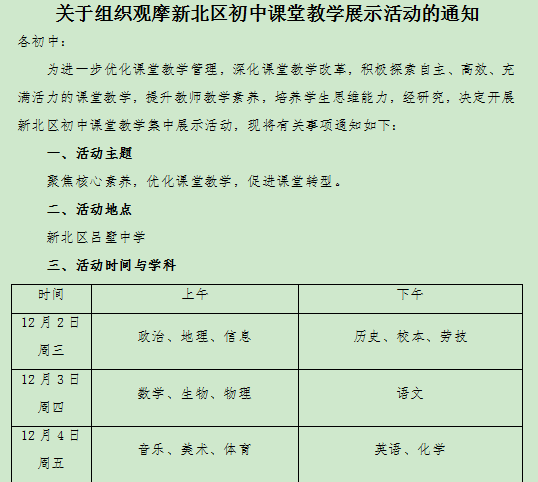 关于组织观摩新北区初中课堂教学展示活动的通知
各初中：
为进一步优化课堂教学管理，深化课堂教学改革，积极探索自主、高效、充
满活力的课堂教学，提升教师教学素养，培养学生思维能力，经研究，决定开展
新北区初中课堂教学集中展示活动，现将有关事项通知如下：
一、活动主题
聚焦核心素养，优化课堂教学，促进课堂转型。
二、活动地点
新北区吕墅中学
三、活动时间与学科
时间 上午 下午
12月2日
周三 政治、地理、信息 历史、校本、劳技
12月3日
周四 数学、生物、物理 语文
12月4日
周五 音乐、美术、体育 英语、化学